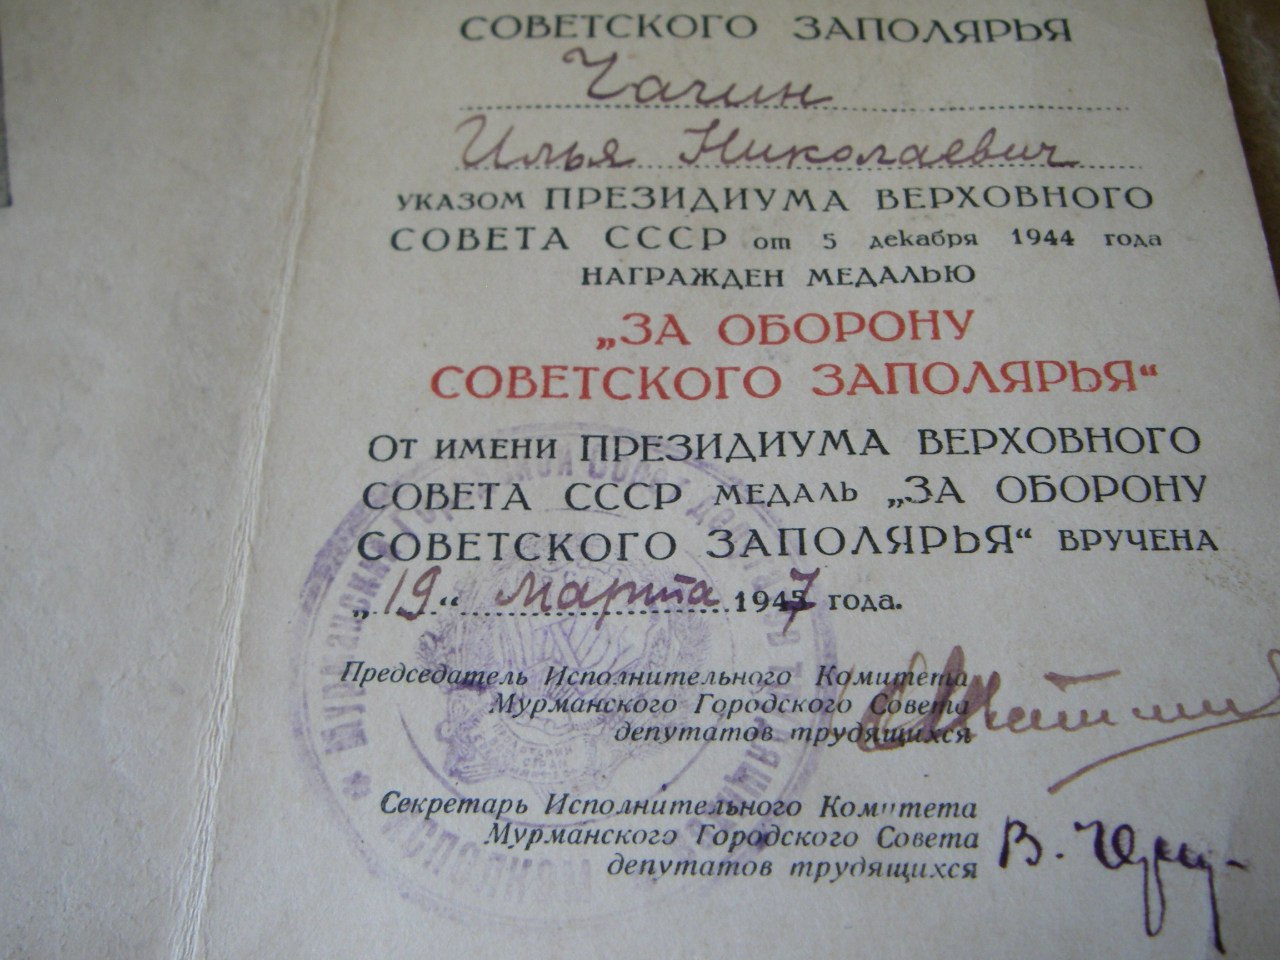 СОВЕТСКОГО ЗАПОЛЯРЬЯ
Чачин
Илья Николаевич
УКАЗОМ ПРЕЗИДИУМА ВЕРХОВНОГО
СОВЕТА СССР от 5 декабря 1944 года
НАГРАЖДЕН МЕДАЛЬЮ
„ЗА ОБОРОНУ
СОВЕТСКОГО ЗАПОЛЯРЬЯ“
ОТ ИМЕНИ ПРЕЗИДИУМА ВЕРХОВНОГО
СОВЕТА СССР МЕДАЛЬ „ЗА ОБОРОНУ
СОВЕТСКОГО ЗАПОЛЯРЬЯ“ ВРУЧЕНА
„19“ марта 1947 года.
Председатель Исполнительного Комитета
Мурманского Городского Совета
депутатов трудящихся
Секретарь Исполнительного Комитета
Мурманского Городского Совета
депутатов трудящихся
В.
ИСПОЛКОМ